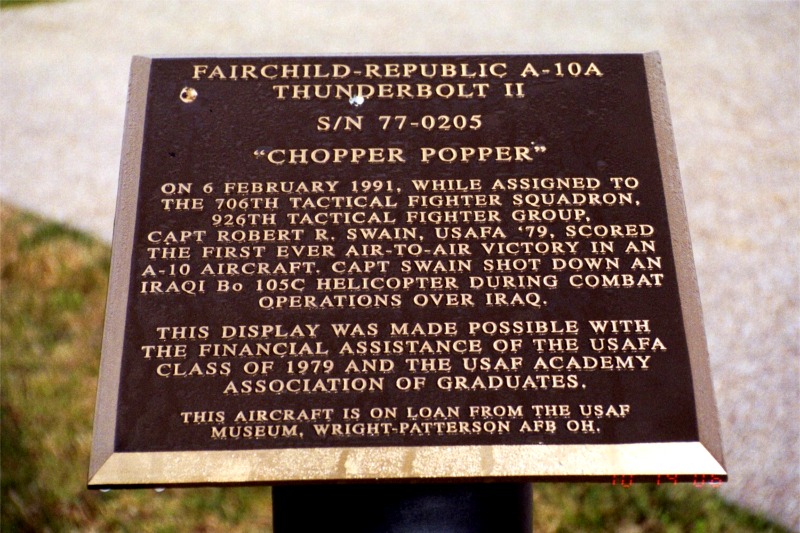 FAIRCHILD-REPUBLIC A-10A
THUNDERBOLT II
S/N 77-0205
"CHOPPER POPPER"
ON 6 FEBRUARY 1991, WHILE ASSIGNED TO
THE 706TH TACTICAL FIGHTER SQUADRON,
926TH TACTICAL FIGHTER GROUP,
CAPT ROBERT R. SWAIN, USAFA '79, SCORED
THE FIRST EVER AIR-TO-AIR VICTORY IN AN
A-10 AIRCRAFT. CAPT SWAIN SHOT DOWN AN
IRAQI Bo 105C HELICOPTER DURING COMBAT
OPERATIONS OVER IRAQ.
THIS DISPLAY WAS MADE POSSIBLE WITH
THE FINANCIAL ASSISTANCE OF THE USAFA
CLASS OF 1979 AND THE USAF ACADEMY
ASSOCIATION OF GRADUATES.
THIS AIRCRAFT IS ON LOAN FROM THE USAF
MUSEUM, WRIGHT-PATTERSON AFB OH.